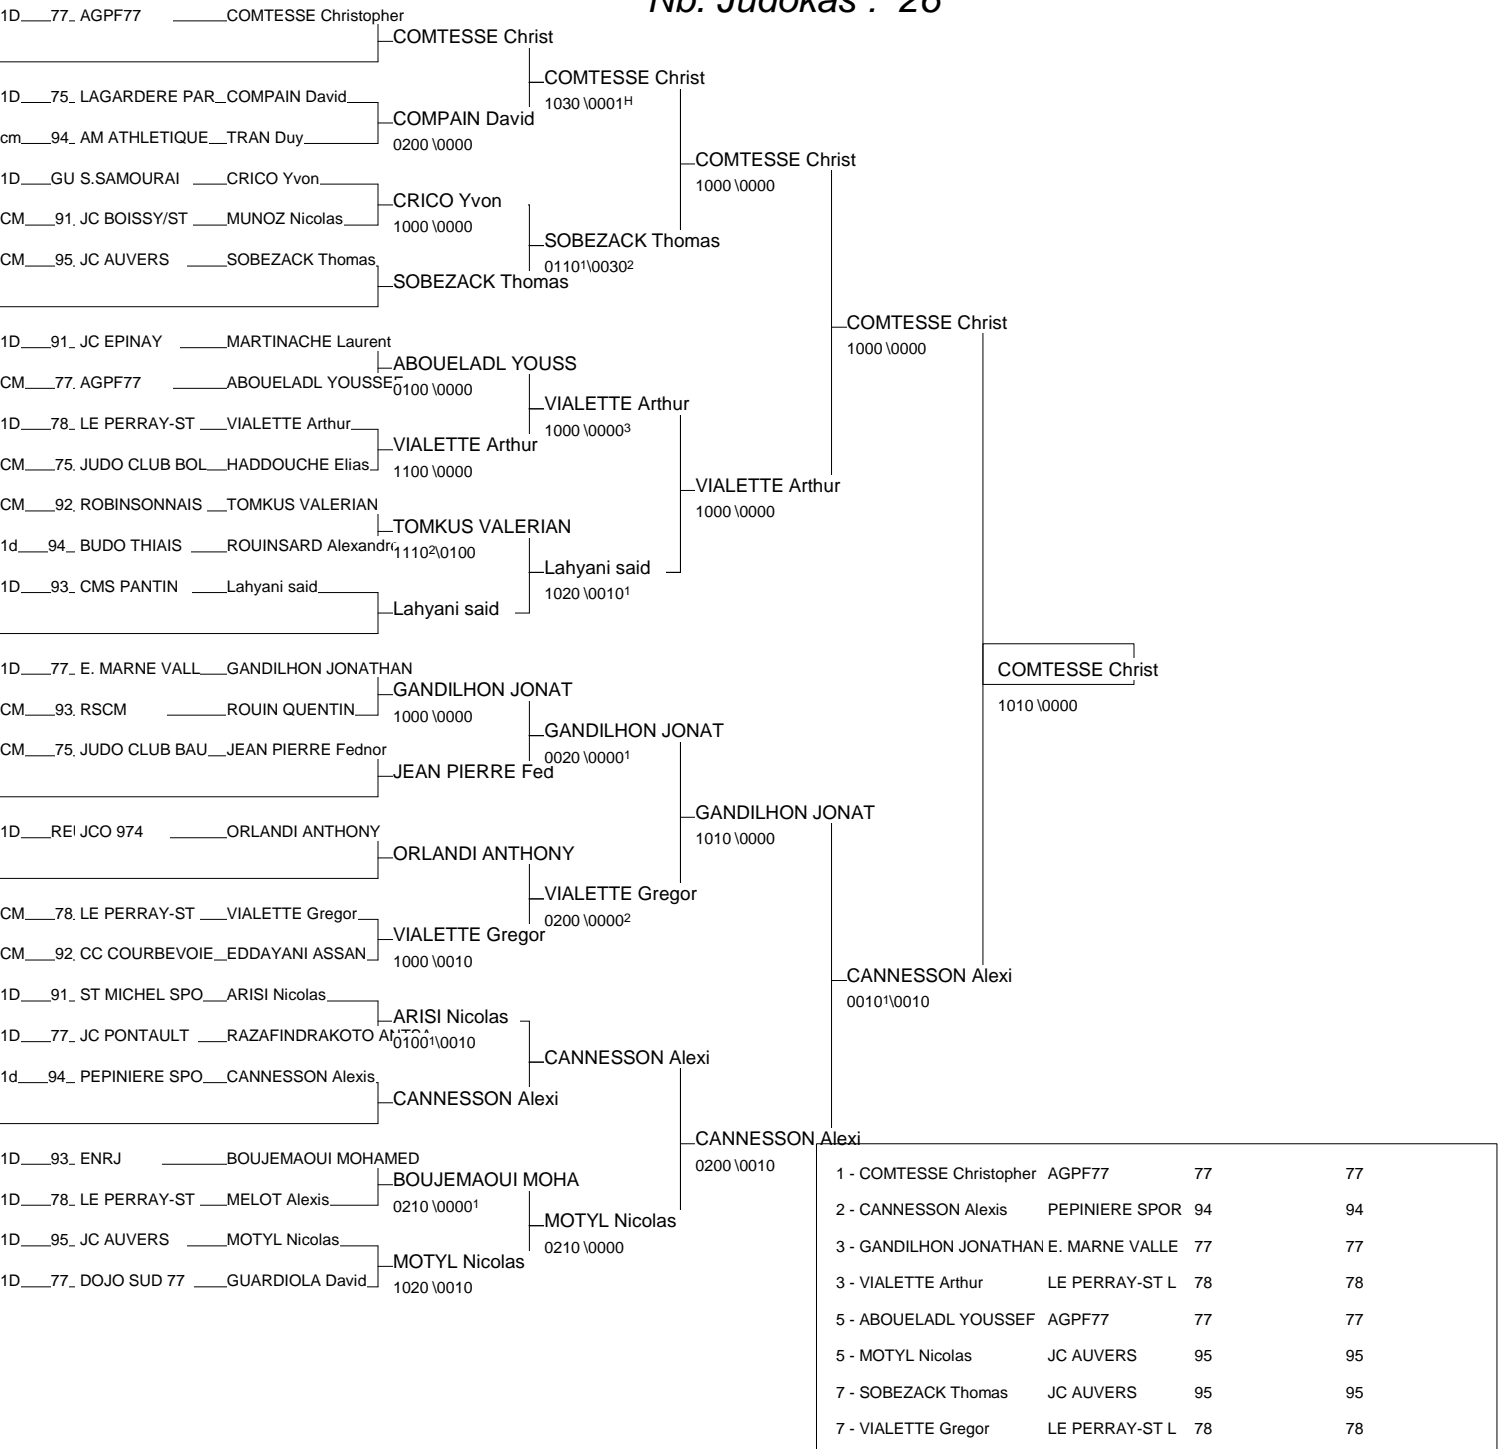 Nb. Judokas : 26
1D 77 AGPF77 COMTESSE Christopher
COMTESSE Christ
COMTESSE Christ
1030 \0001H
1D 75 LAGARDERE PAR COMPAIN David
COMPAIN David
0200 \0000
cm 94 AM ATHLETIQUE TRAN Duy
COMTESSE Christ
1000 \0000
1D GU S.SAMOURAI CRICO Yvon
CRICO Yvon
1000 \0000
CM 91 JC BOISSY/ST MUNOZ Nicolas
SOBEZACK Thomas
01101\00302
CM 95 JC AUVERS SOBEZACK Thomas
SOBEZACK Thomas
COMTESSE Christ
1000 \0000
1D 91 JC EPINAY MARTINACHE Laurent
ABOUELADL YOUSS
0100 \0000
CM 77 AGPF77 ABOUELADL YOUSSEF
VIALETTE Arthur
1000 \00003
1D 78 LE PERRAY-ST VIALETTE Arthur
VIALETTE Arthur
1100 \0000
CM 75 JUDO CLUB BOL HADDOUCHE Elias
VIALETTE Arthur
1000 \0000
CM 92 ROBINSONNAIS TOMKUS VALERIAN
TOMKUS VALERIAN
11102\0100
1d 94 BUDO THIAIS ROUINSARD Alexandre
Lahyani said
1020 \00101
1D 93 CMS PANTIN Lahyani said
Lahyani said
COMTESSE Christ
1010 \0000
1D 77 E. MARNE VALL GANDILHON JONATHAN
GANDILHON JONAT
1000 \0000
CM 93 RSCM ROUIN QUENTIN
GANDILHON JONAT
0020 \00001
CM 75 JUDO CLUB BAU JEAN PIERRE Fednor
JEAN PIERRE Fed
GANDILHON JONAT
1010 \0000
1D REU JCO 974 ORLANDI ANTHONY
ORLANDI ANTHONY
VIALETTE Gregor
0200 \00002
CM 78 LE PERRAY-ST VIALETTE Gregor
VIALETTE Gregor
1000 \0010
CM 92 CC COURBEVOIE EDDAYANI ASSAN
CANNESSON Alexi
00101\0010
1D 91 ST MICHEL SPO ARISI Nicolas
ARISI Nicolas
01001\0010
1D 77 JC PONTAULT RAZAFINDRAKOTO ANTSA
CANNESSON Alexi
1d 94 PEPINIERE SPO CANNESSON Alexis
CANNESSON Alexi
CANNESSON Alexi
0200 \0010
1D 93 ENRJ BOUJEMAOUI MOHAMED
BOUJEMAOUI MOHA
0210 \00001
1D 78 LE PERRAY-ST MELOT Alexis
MOTYL Nicolas
0210 \0000
1D 95 JC AUVERS MOTYL Nicolas
MOTYL Nicolas
1020 \0010
1D 77 DOJO SUD 77 GUARDIOLA David
1 - COMTESSE Christopher AGPF77 77 77
2 - CANNESSON Alexis PEPINIERE SPOR 94 94
3 - GANDILHON JONATHAN E. MARNE VALLE 77 77
3 - VIALETTE Arthur LE PERRAY-ST L 78 78
5 - ABOUELADL YOUSSEF AGPF77 77 77
5 - MOTYL Nicolas JC AUVERS 95 95
7 - SOBEZACK Thomas JC AUVERS 95 95
7 - VIALETTE Gregor LE PERRAY-ST L 78 78